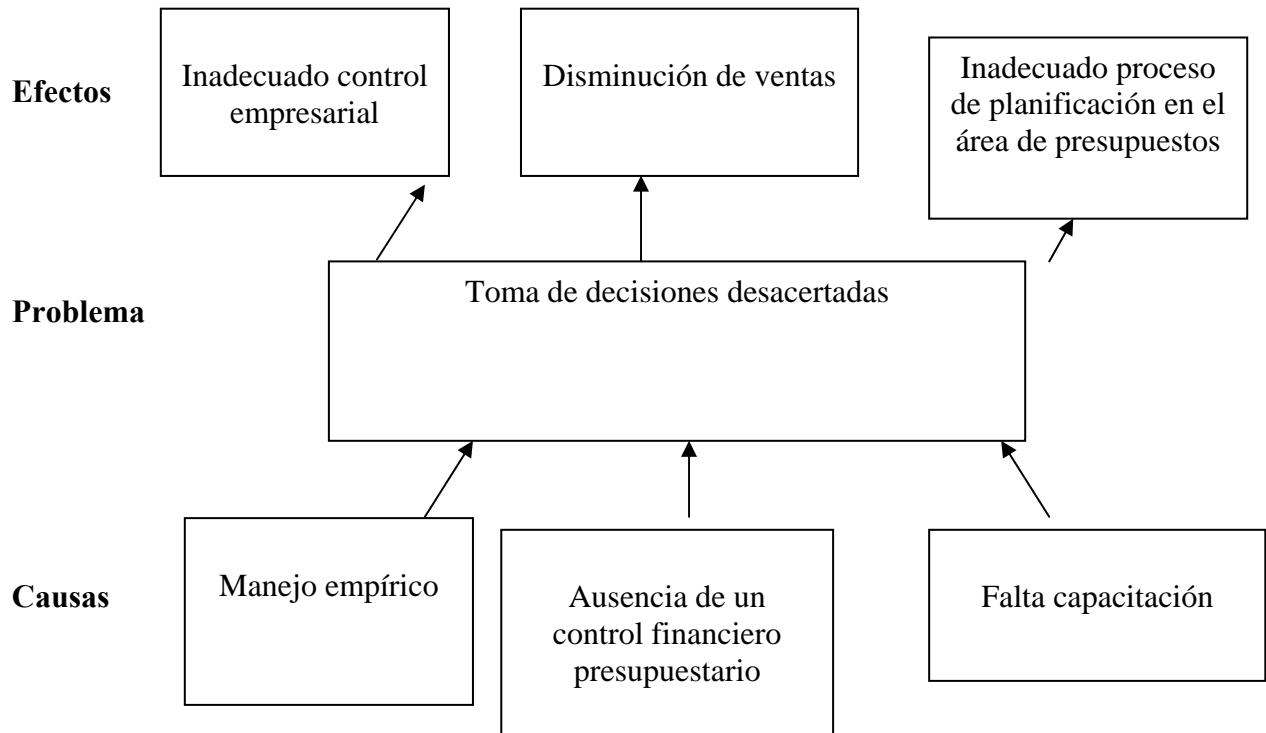 Efectos
Inadecuado control
empresarial
Disminución de ventas
Inadecuado proceso
de planificación en el
área de presupuestos
Problema
Toma de decisiones desacertadas
Causas
Manejo empírico
Ausencia de un
control financiero
presupuestario
Falta capacitación